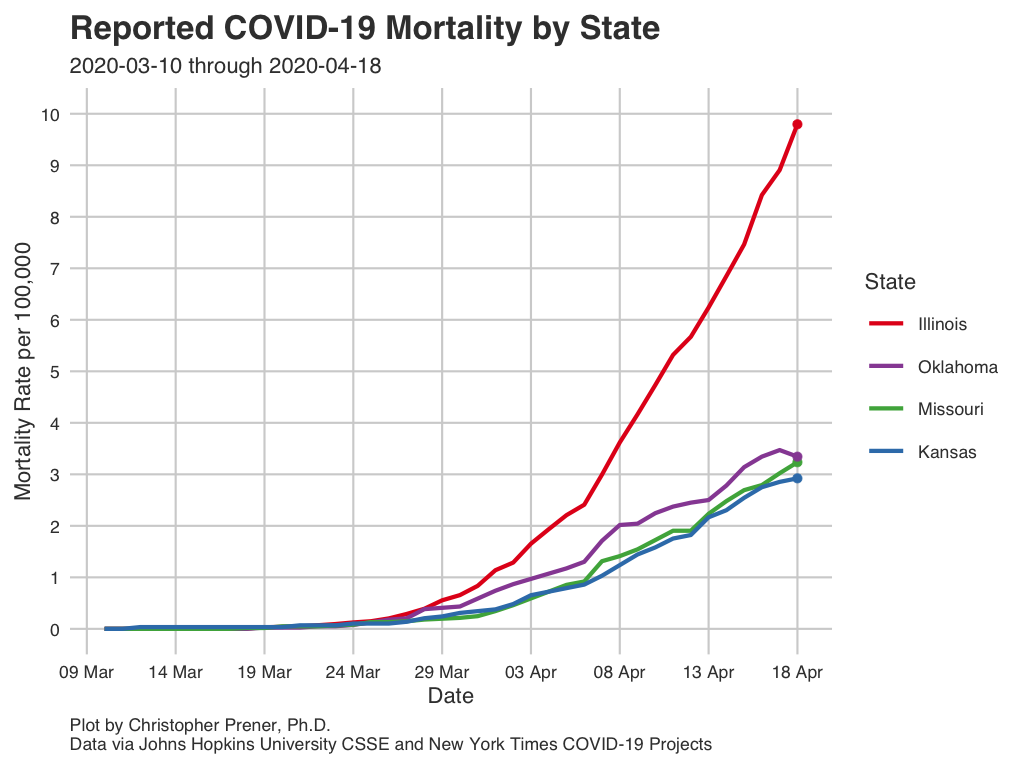 Reported COVID-19 Mortality by State
2020-03-10 through 2020-04-18
10
9
8
7
6
5
4
3
2
1
0
Mortality Rate per 100,000
09 Mar 14 Mar 19 Mar 24 Mar 29 Mar 03 Apr 08 Apr 13 Apr 18 Apr
Date
State
Illinois
Oklahoma
Missouri
Kansas
Plot by Christopher Prener, Ph.D.
Data via Johns Hopkins University CSSE and New York Times COVID-19 Projects